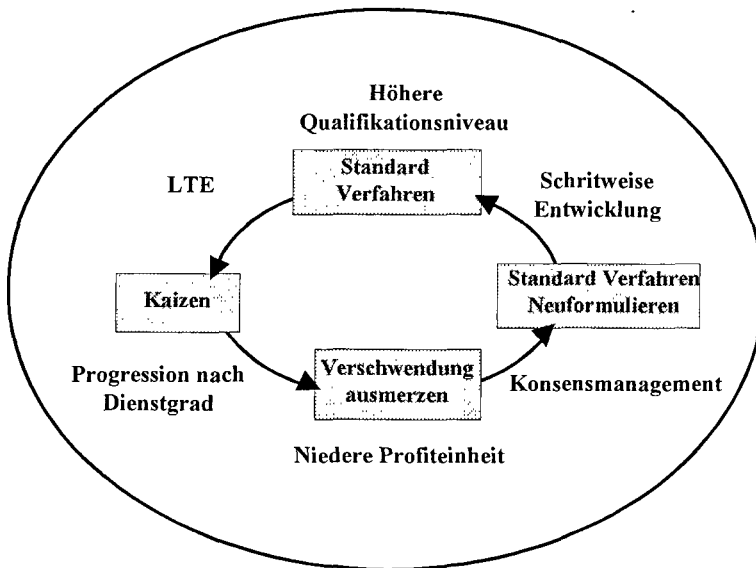 Höhere
Qualifikationsniveau
Standard
Verfahren
LTE
Schritweise
Entwicklung
Kaizen
Standard Verfahren
Neuformulieren
Progression nach
Dienstgrad
Verschwendung
ausmerzen
Konsensmanagement
Niedere Profiteinheit